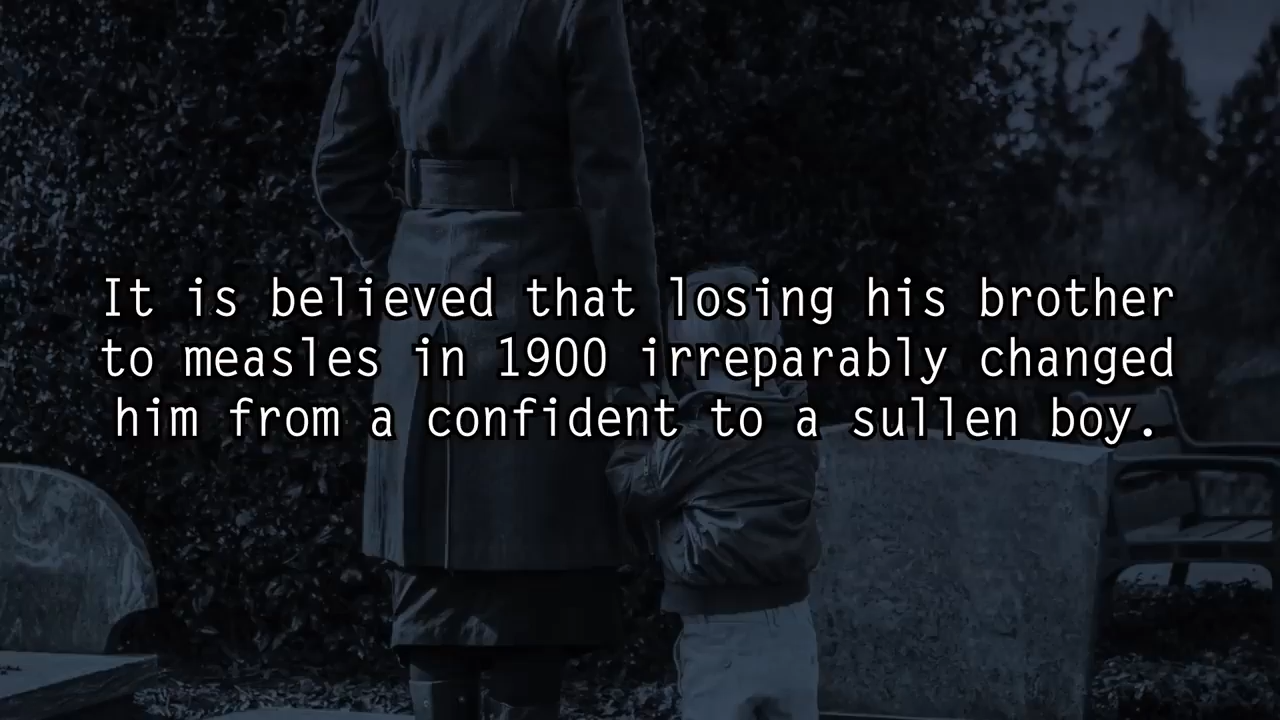 It is believed that losing his brother
to measles in 1900 irreparably changed
him from a confident to a sullen boy.